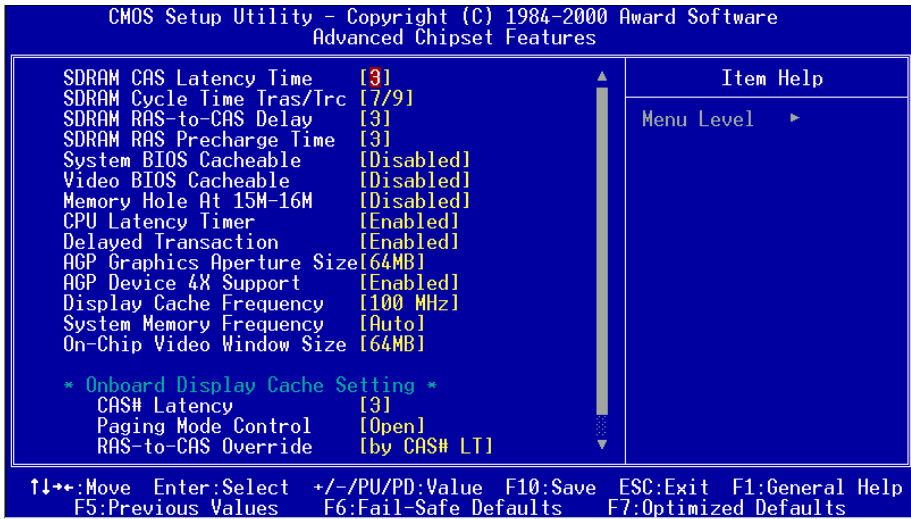 CMOS Setup Utility – Copyright (C) 1984-2000 Award Software
Advanced Chipset Features
SDRAM CAS Latency Time [3]
SDRAM Cycle Time Tras/Trc [7/9]
SDRAM RAS-to-CAS Delay [3]
SDRAM RAS Precharge Time [3]
System BIOS Cacheable [Disabled]
Video BIOS Cacheable [Disabled]
Memory Hole At 15M-16M [Disabled]
CPU Latency Timer [Enabled]
Delayed Transaction [Enabled]
AGP Graphics Aperture Size[64MB]
AGP Device 4X Support [Enabled]
Display Cache Frequency [100 MHz]
System Memory Frequency [Auto]
On-Chip Video Window Size [64MB]
* Onboard Display Cache Setting *
CAS# Latency [3]
Paging Mode Control [Open]
RAS-to-CAS Override [by CAS# LT]
Item Help
Menu Level ►
↑↓→←:Move Enter:Select +/-/PU/PD:Value F10:Save ESC:Exit F1:General Help
F5:Previous Values F6:Fail-Safe Defaults F7:Optimized Defaults